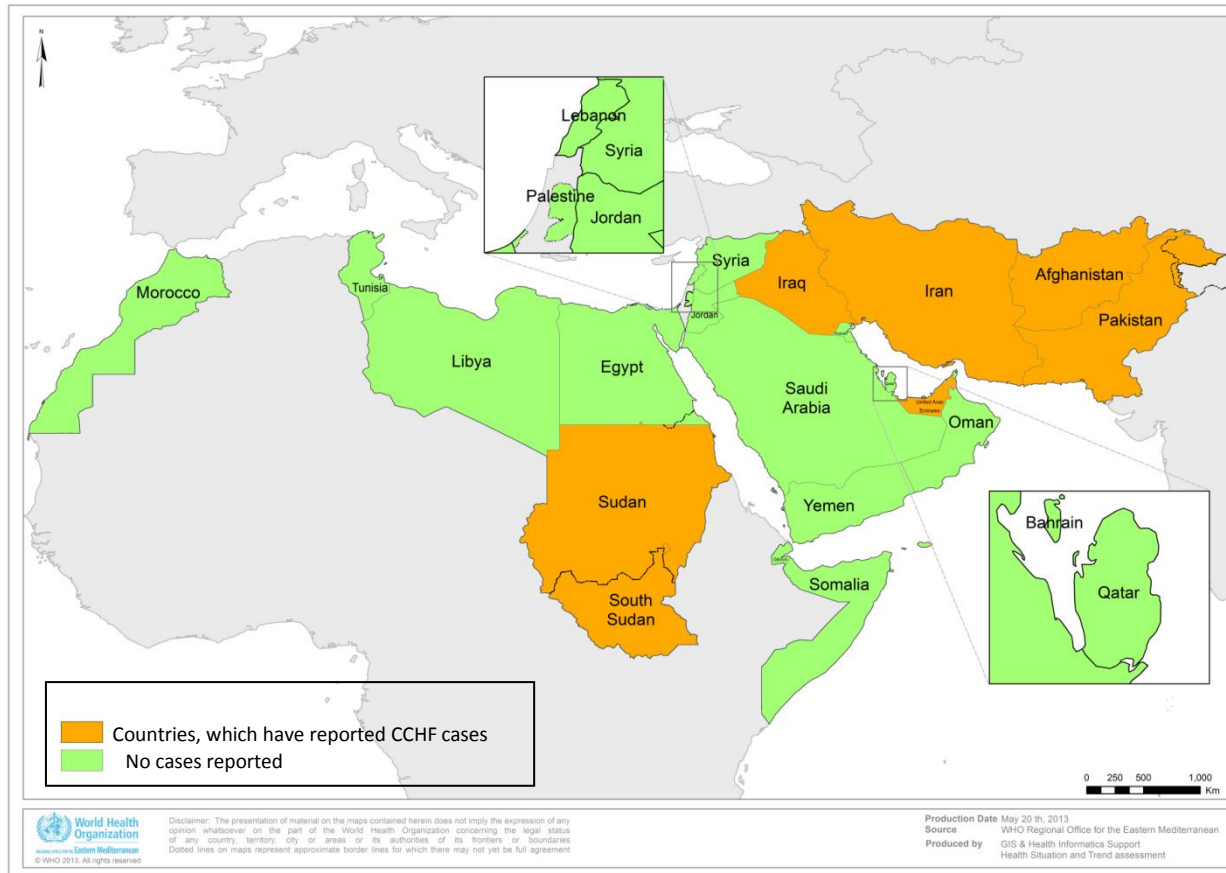 N
Lebanon
Syria
Palestine
Jordan
Morocco
Tunisia
Libya
Egypt
Syria
Jordan
Iraq
Iran
Afghanistan
Pakistan
Saudi
Arabia
United Arab
Emirates
Oman
Yemen
Sudan
South
Sudan
Somalia
Bahrain
Qatar
Countries, which have reported CCHF cases
No cases reported
0 250 500 1,000
Km
World Health
Organization
REGIONAL OFFICE FOR THE Eastern Mediterranean
© WHO 2013. All rights reserved
Disclaimer: The presentation of material on the maps contained herein does not imply the expression of any
opinion whatsoever on the part of the World Health Organization concerning the legal status
of any country, territory, city or areas or its authorities of its frontiers or boundaries
Dotted lines on maps represent approximate border lines for which there may not yet be full agreement
Production Date May 20 th, 2013
Source WHO Regional Office for the Eastern Mediterranean
Produced by GIS & Health Informatics Support
Health Situation and Trend assessment